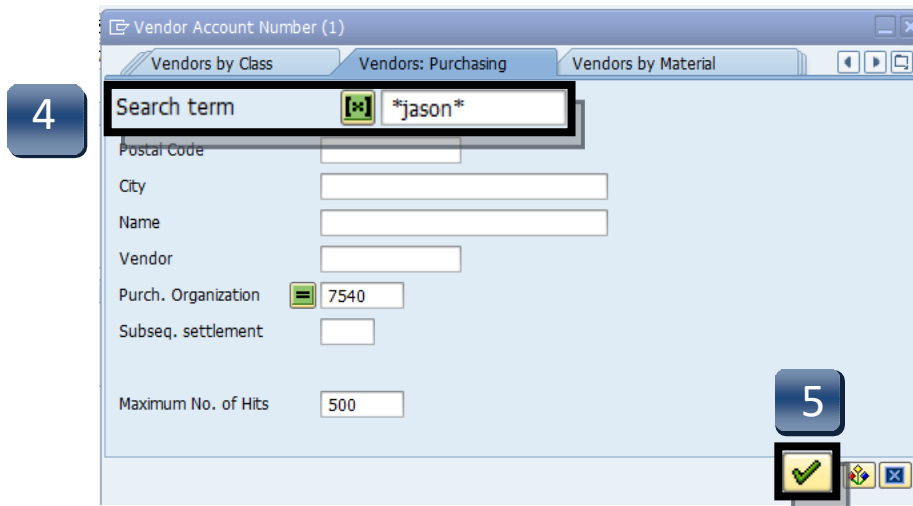 Vendor Account Number (1)
Vendors by Class Vendors: Purchasing Vendors by Material
4 Search term *jason*
Postal Code
City
Name
Vendor
Purch. Organization = 7540
Subseq. settlement
Maximum No. of Hits 500
5